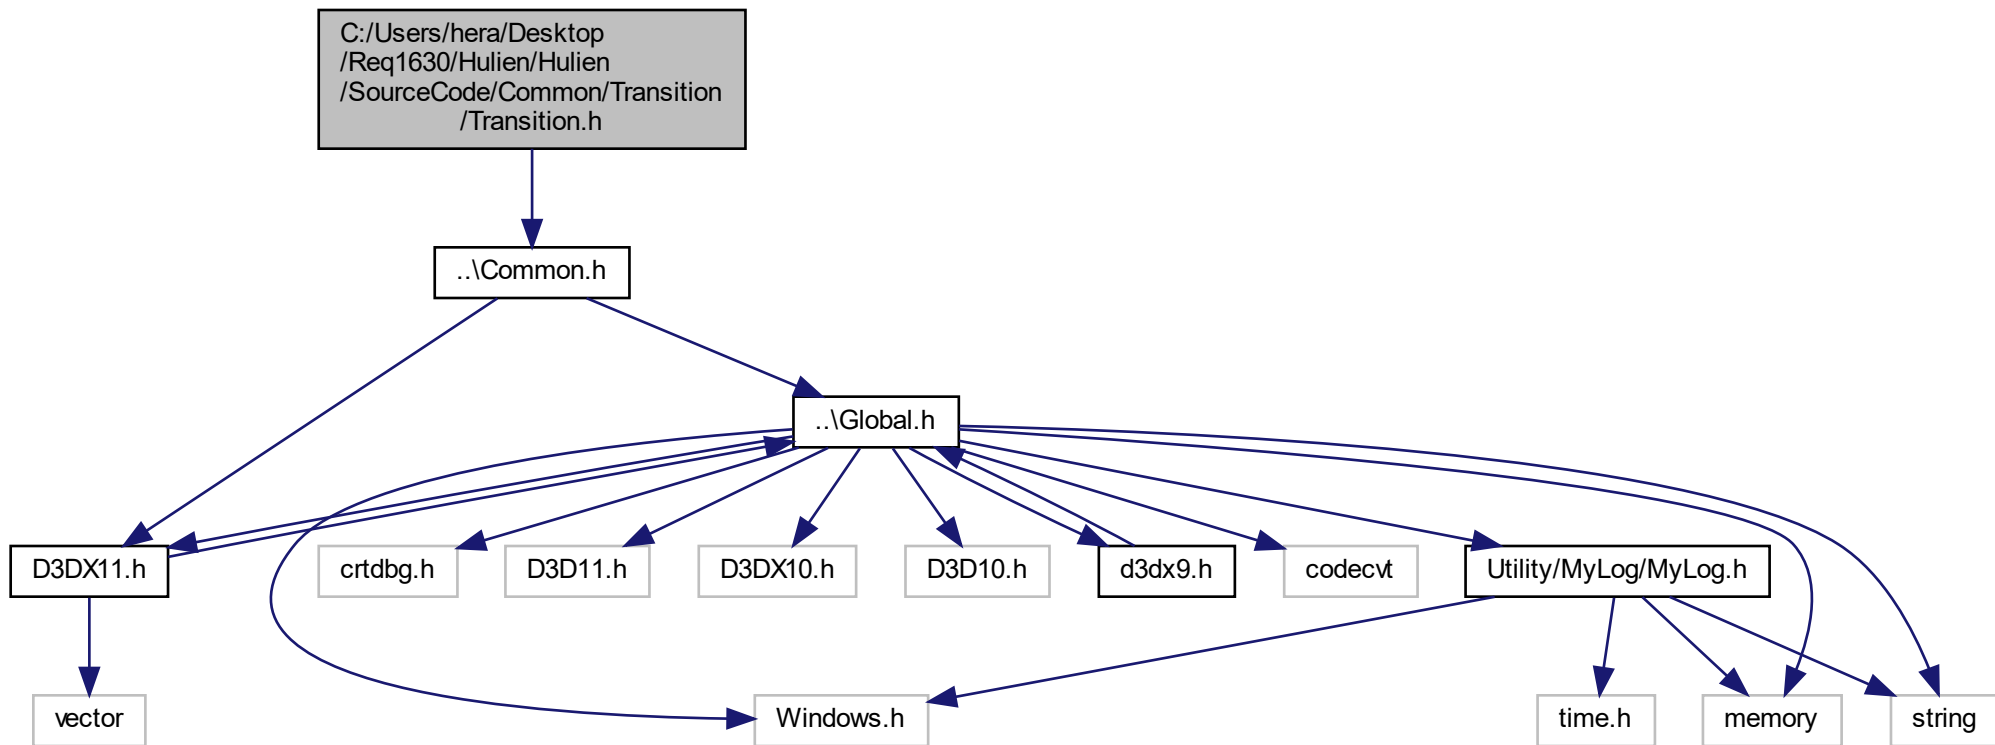 C:/Users/hera/Desktop
/Req1630/Hulien/Hulien
/SourceCode/Common/Transition
/Transition.h
..\Common.h
..\Global.h
D3DX11.h
crtdbg.h
D3D11.h
D3DX10.h
D3D10.h
d3dx9.h
codecvt
Utility/MyLog/MyLog.h
vector
Windows.h
time.h
memory
string